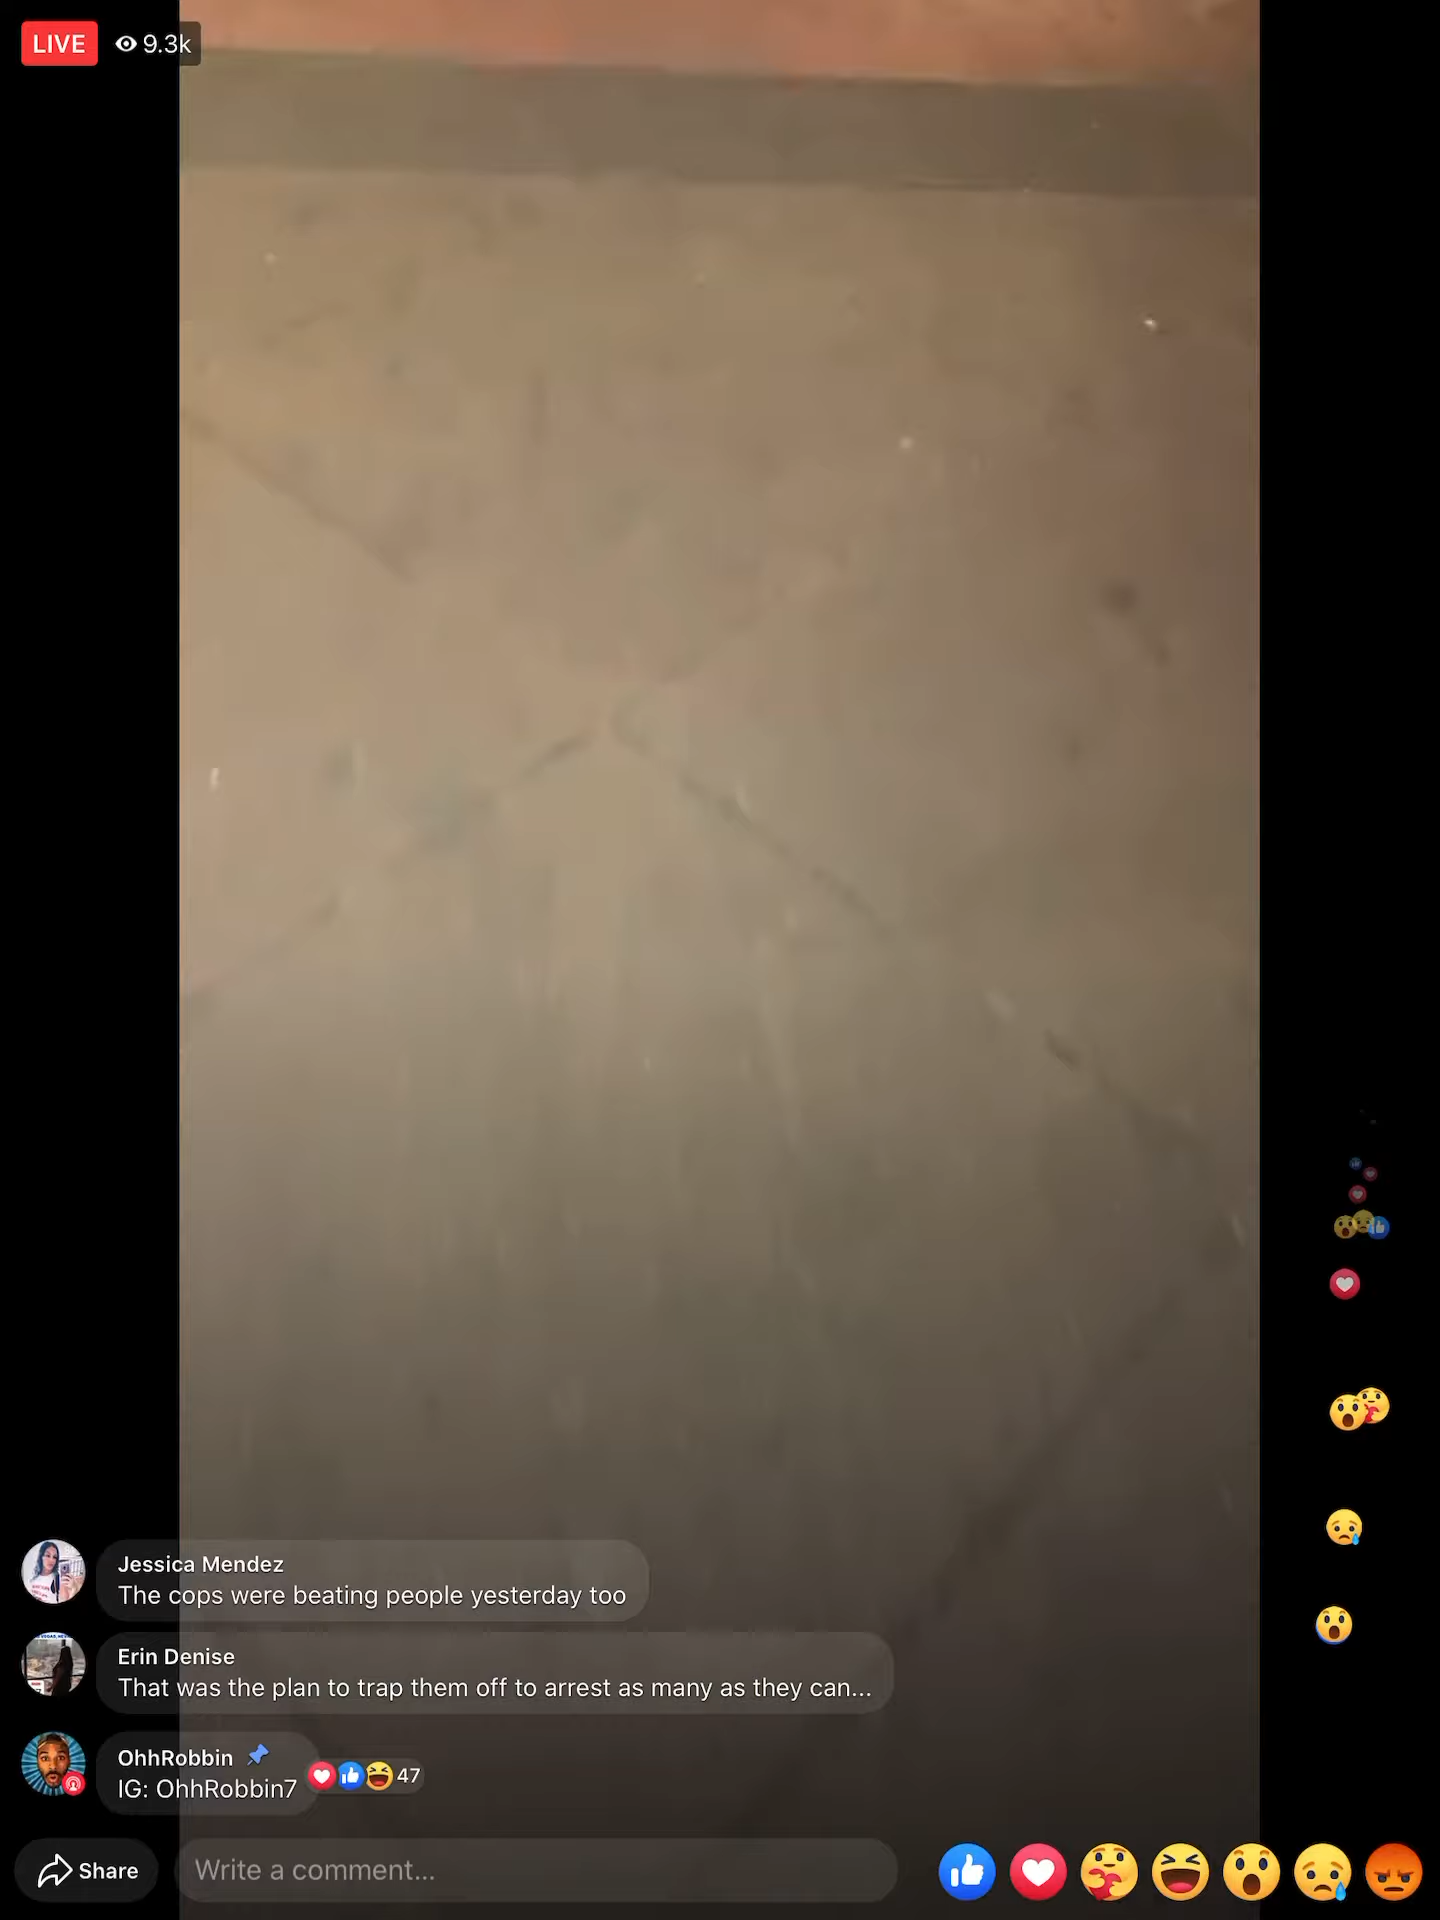 LIVE 9.3k
Jessica Mendez
The cops were beating people yesterday too
Erin Denise
That was the plan to trap them off to arrest as many as they can...
OhhRobbin
IG: OhhRobbin7
47
Share
Write a comment...